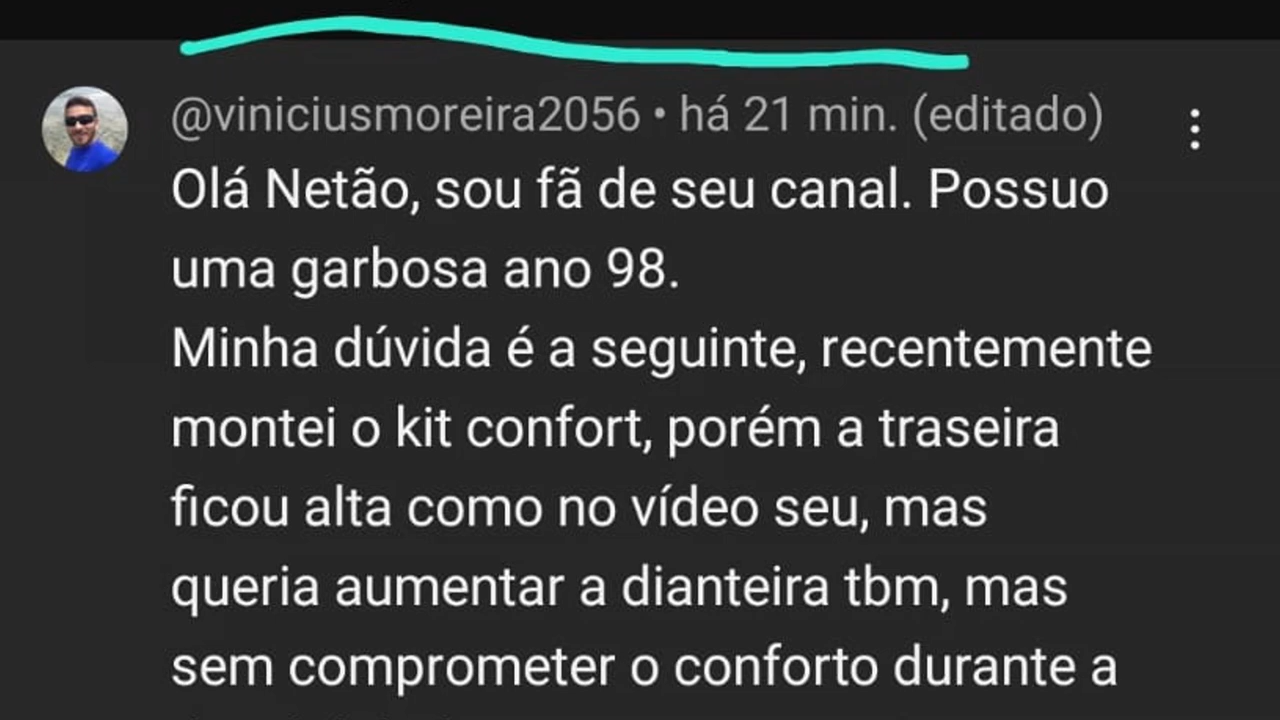 @viniciusmoreira2056 • há 21 min. (editado)
Olá Netão, sou fã de seu canal. Possuo
uma garbosa ano 98.
Minha dúvida é a seguinte, recentemente
montei o kit confort, porém a traseira
ficou alta como no vídeo seu, mas
queria aumentar a dianteira tbm, mas
sem comprometer o conforto durante a